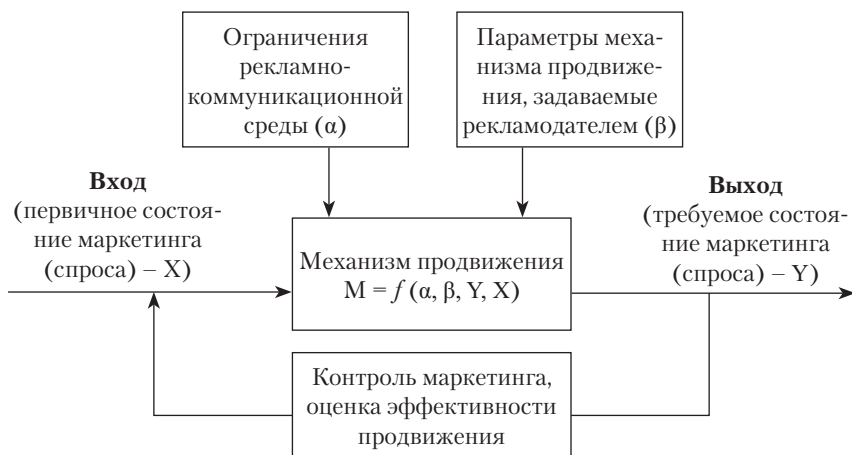 Ограничения
рекламно-
коммуникационной
среды (α)
Параметры меха-
низма продвиже-
ния, задаваемые
рекламодателем (β)
Вход
(первичное состоя-
ние маркетинга
(спроса) – X)
Механизм продвижения
M = f (α, β, Y, X)
Выход
(требуемое состоя-
ние маркетинга
(спроса) – Y)
Контроль маркетинга,
оценка эффективности
продвижения